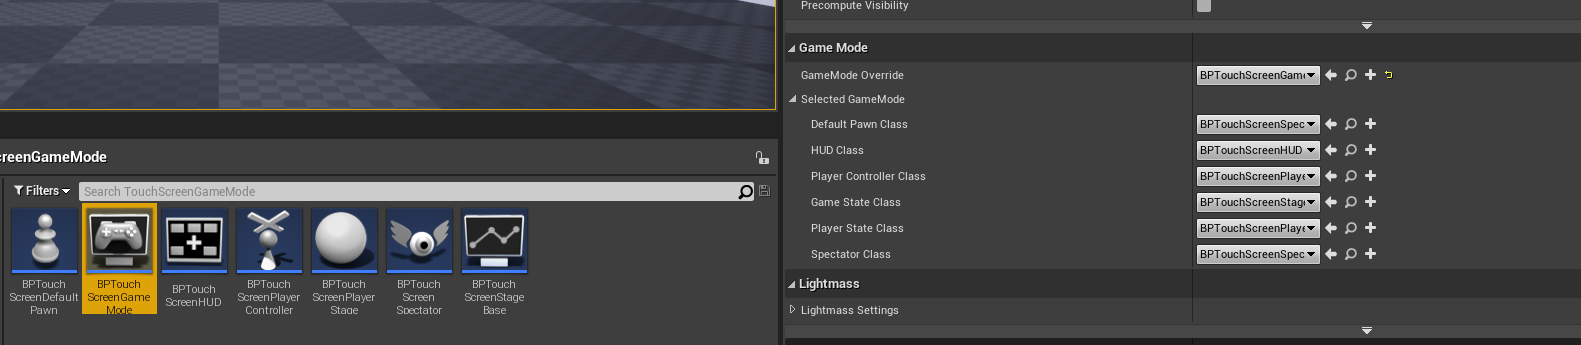 Precompute Visibility
Game Mode
GameMode Override
BPTouchScreenGam
Selected GameMode
Default Pawn Class
BPTouchScreenSpec
HUD Class
BPTouchScreenHUD
Player Controller Class
BPTouchScreenPlaye
Game State Class
BPTouchScreenStag
Player State Class
BPTouchScreenPlaye
Spectator Class
BPTouchScreenSpec
Lightmass
Lightmass Settings
creenGameMode
Filters
Search TouchScreenGameMode
BPTouch
ScreenDefault
Pawn
BPTouch
ScreenGame
Mode
BPTouch
ScreenHUD
BPTouch
ScreenPlayer
Controller
BPTouch
ScreenPlayer
Stage
BPTouch
Screen
Spectator
BPTouch
ScreenStage
Base